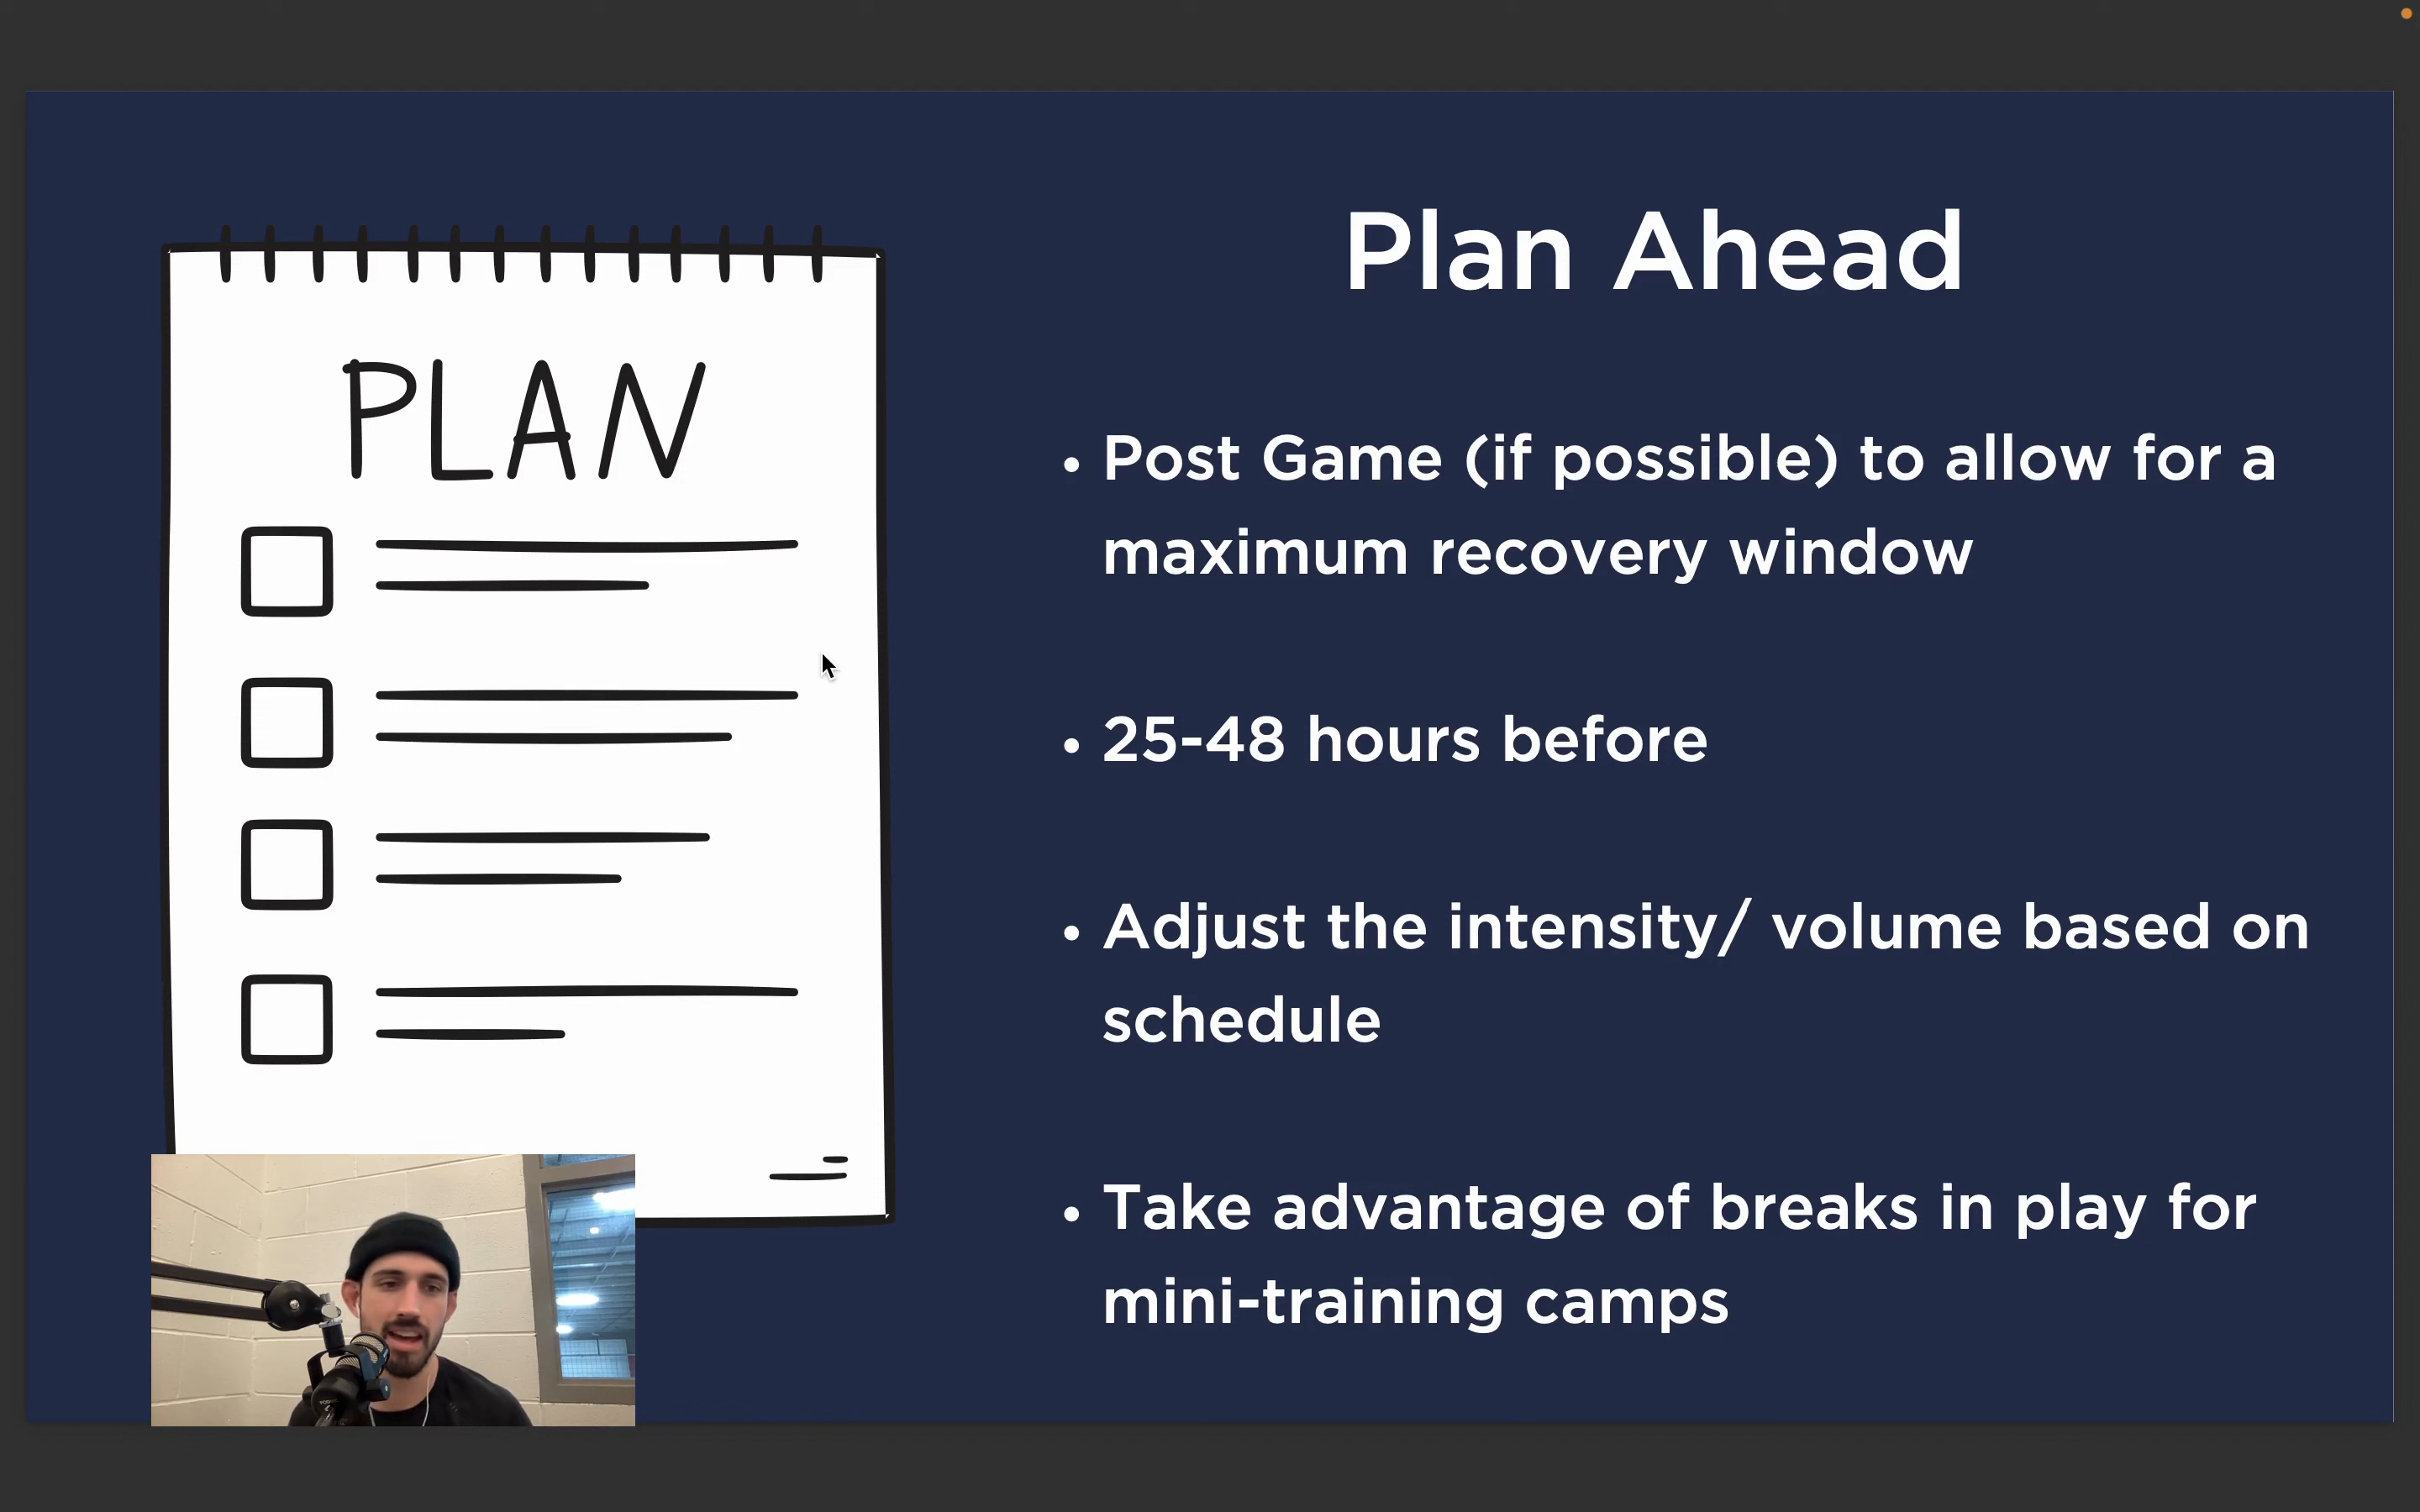 Plan Ahead
PLAN
• Post Game (if possible) to allow for a
maximum recovery window
• 25-48 hours before
• Adjust the intensity/ volume based on
schedule
• Take advantage of breaks in play for
mini-training camps